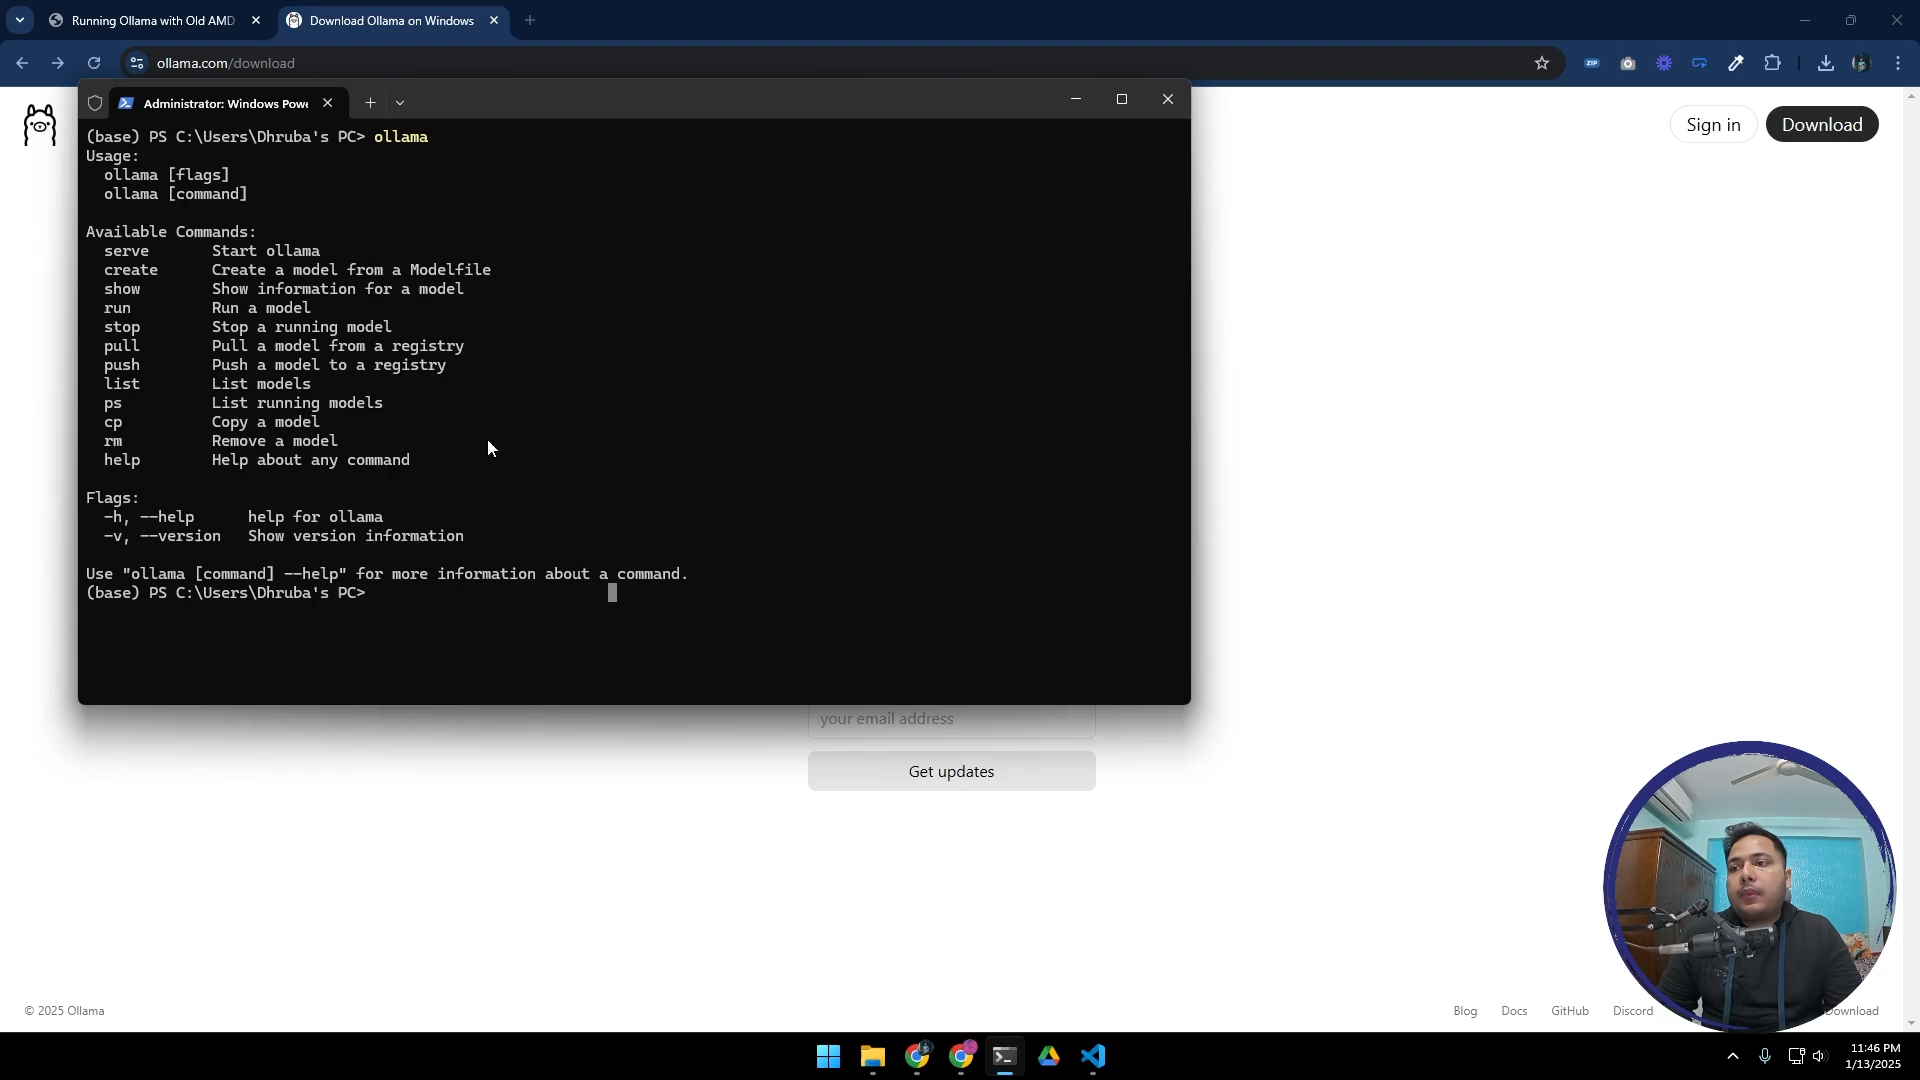 Running Ollama with Old AMD
Download Ollama on Windows
ollama.com/download
ZIP
Administrator: Windows Powe
Sign in
Download
(base) PS C:\Users\Dhruba's PC> ollama
Usage:
ollama [flags]
ollama [command]
Available Commands:
serve Start ollama
create Create a model from a Modelfile
show Show information for a model
run Run a model
stop Stop a running model
pull Pull a model from a registry
push Push a model to a registry
list List models
ps List running models
cp Copy a model
rm Remove a model
help Help about any command
Flags:
-h, --help help for ollama
-v, --version Show version information
Use "ollama [command] --help" for more information about a command.
(base) PS C:\Users\Dhruba's PC>
your email address
Get updates
© 2025 Ollama
Blog Docs GitHub Discord Download
11:46 PM
1/13/2025